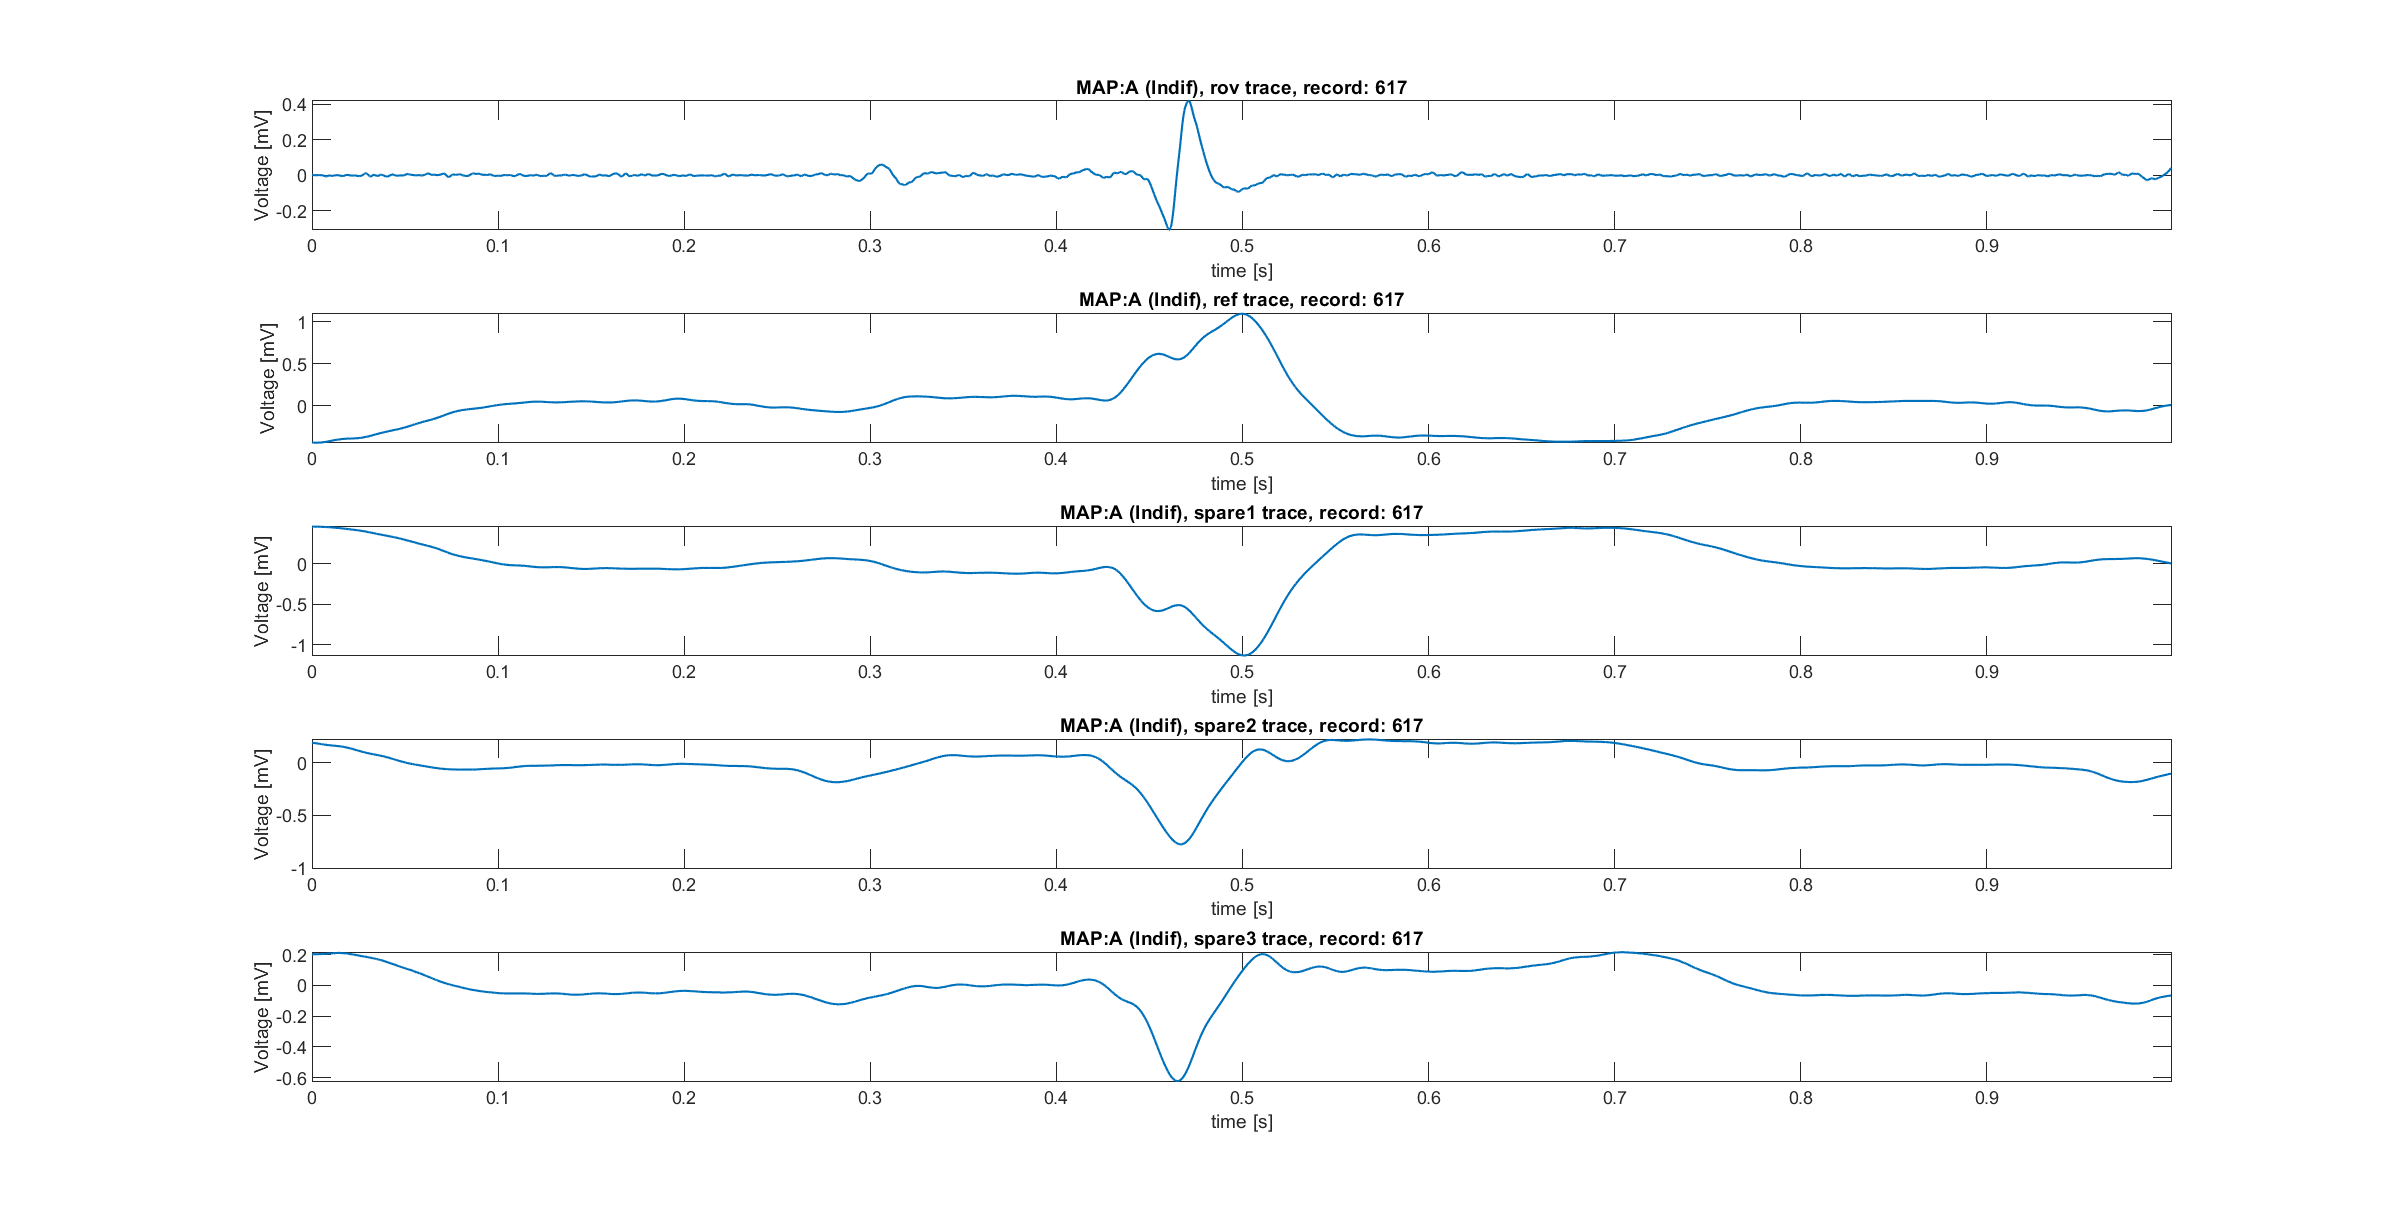 MAP:A (Indif), rov trace, record: 617
Voltage [mV]
0.4
0.2
0
-0.2
0 0.1 0.2 0.3 0.4 0.5 0.6 0.7 0.8 0.9
time [s]
MAP:A (Indif), ref trace, record: 617
Voltage [mV]
1
0.5
0
0 0.1 0.2 0.3 0.4 0.5 0.6 0.7 0.8 0.9
time [s]
MAP:A (Indif), spare1 trace, record: 617
Voltage [mV]
0
-0.5
-1
0 0.1 0.2 0.3 0.4 0.5 0.6 0.7 0.8 0.9
time [s]
MAP:A (Indif), spare2 trace, record: 617
Voltage [mV]
0
-0.5
-1
0 0.1 0.2 0.3 0.4 0.5 0.6 0.7 0.8 0.9
time [s]
MAP:A (Indif), spare3 trace, record: 617
Voltage [mV]
0.2
0
-0.2
-0.4
-0.6
0 0.1 0.2 0.3 0.4 0.5 0.6 0.7 0.8 0.9
time [s]